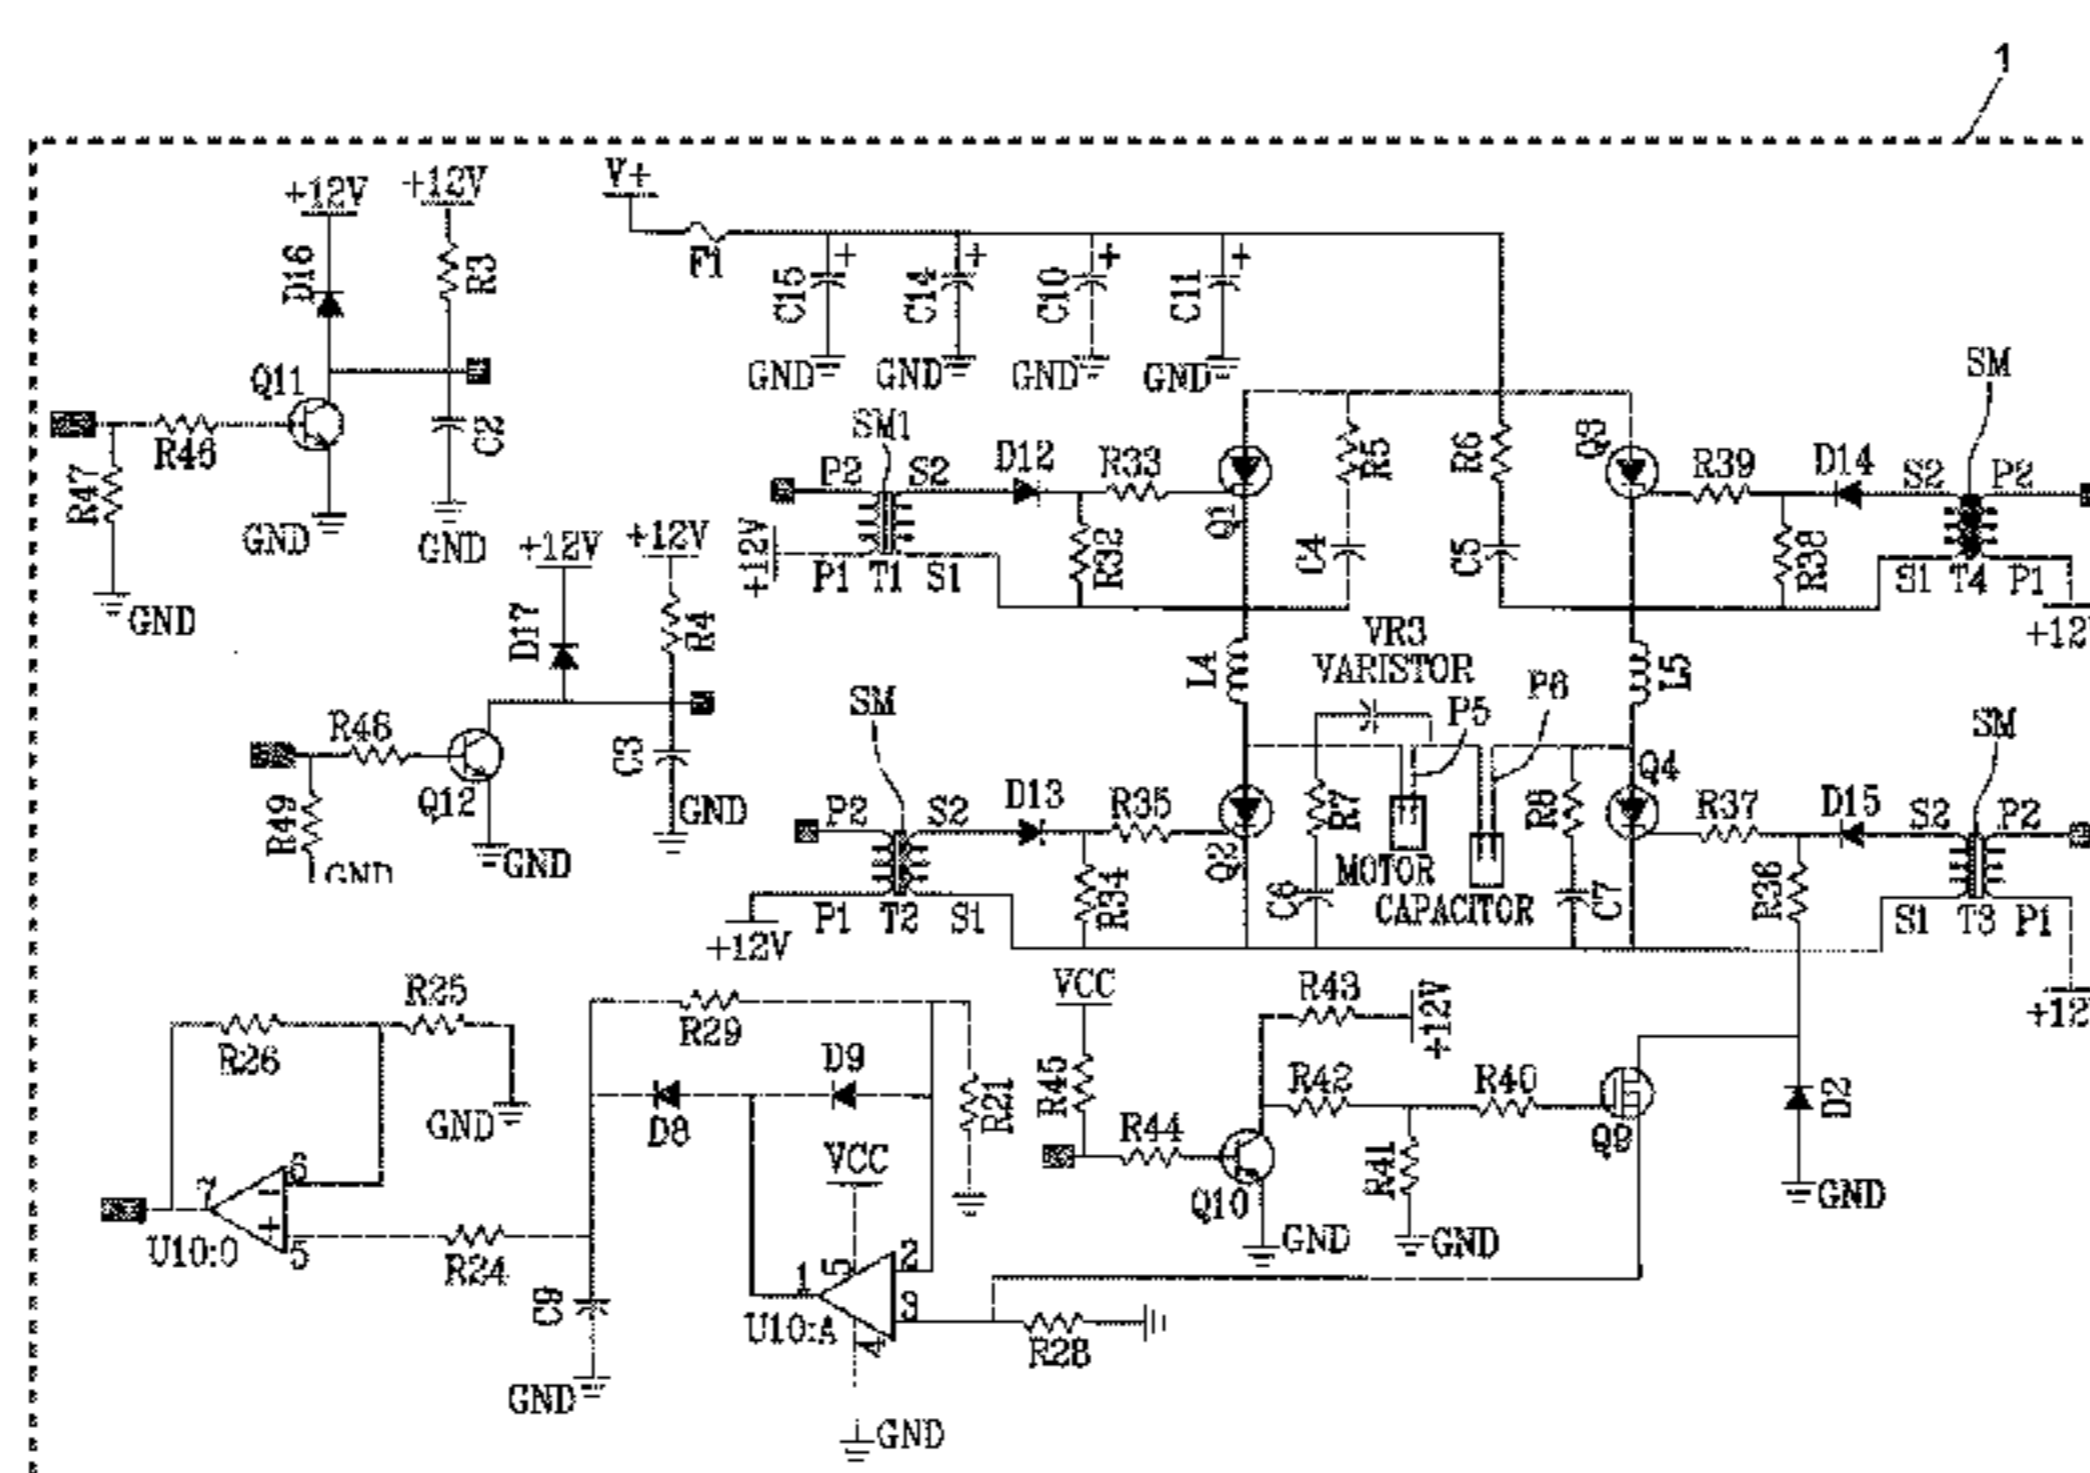 1
+12V +12V V+
D16 R3 F1 C15 + C14 + C10 + C11 +
GND GND GND GND
SM
Q11 SM1 Q3
R46 C2 P2 S2 D12 R33 R5 R6 R39 D14 S2 P2
R47 Q1
GND GND +12V +12V +12V R32 C4 C5 R38
P1 T1 S1 S1 T4 P1
GND D17 R4 VR3 +12V
L4 VARISTOR L5
SM P5 P6 SM
R46 C3 Q4
Q12 GND P2 S2 D13 R35 R7 R8 R37 D15 S2 P2
R49 GND Q2 MOTOR
GND R34 C6 CAPACITOR C7 R36
P1 T2 S1 S1 T3 P1
+12V
R25 VCC R43 +12V +12
R26 R29
D9 R45 R42 R40 D2
GND D8 R21 R44 Q9
6 VCC R41
7 - Q10 GND
+ GND GND
U10:0 5 R24 2
1 5
C9 U10:A 3
4 R28
GND
GND